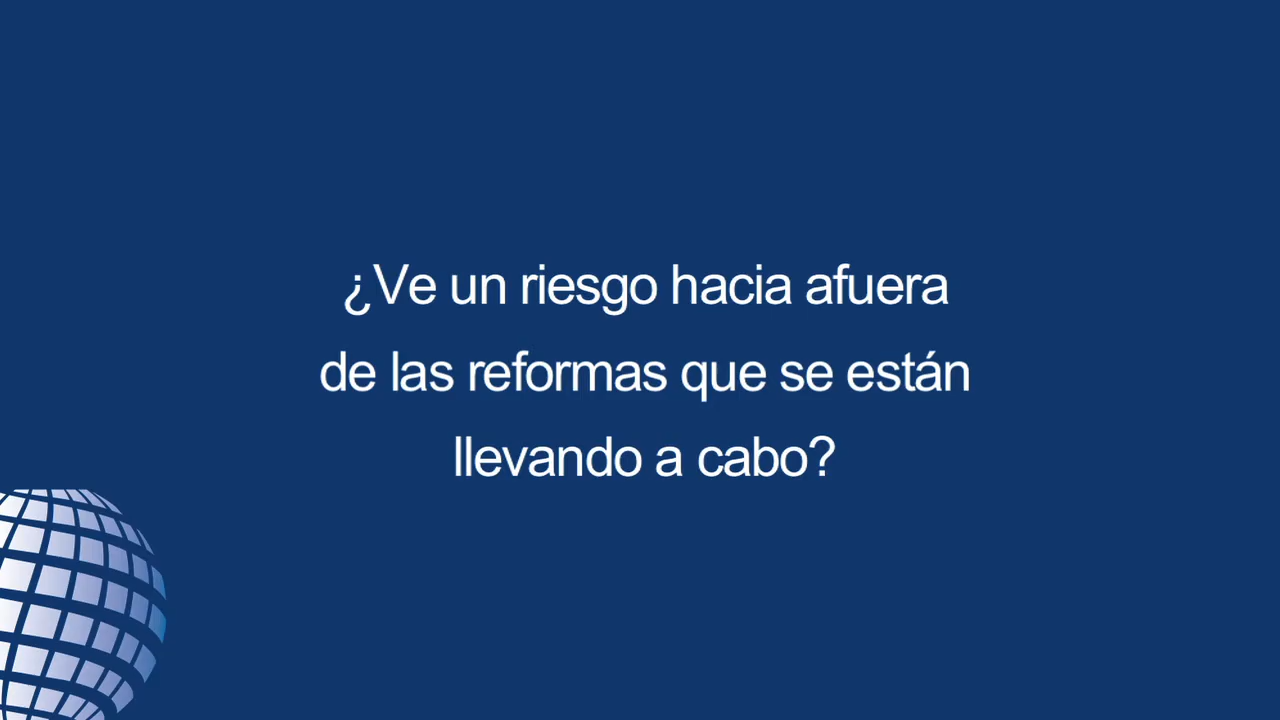 ¿Ve un riesgo hacia afuera
de las reformas que se están
llevando a cabo?